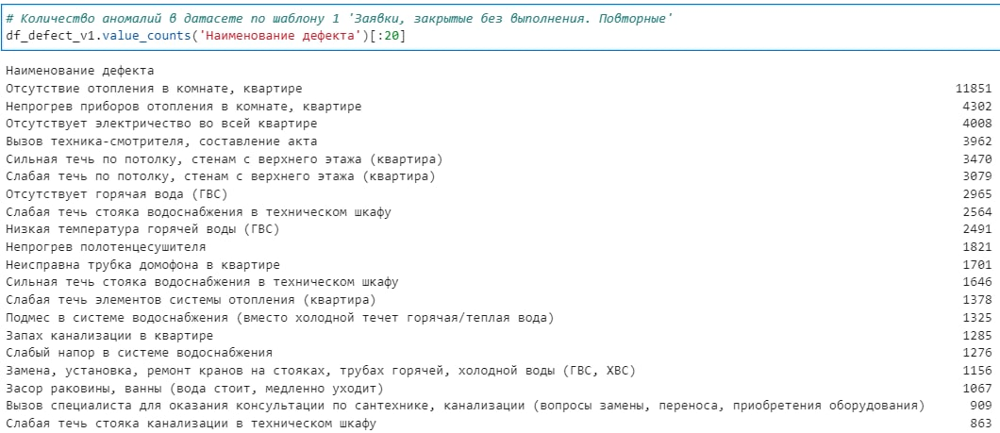 # Количество аномалий в датасете по шаблону 1 'Заявки, закрытые без выполнения. Повторные'
df_defect_v1.value_counts('Наименование дефекта')[:20]
Наименование дефекта
Отсутствие отопления в комнате, квартире 11851
Непрогрев приборов отопления в комнате, квартире 4302
Отсутствует электричество во всей квартире 4008
Вызов техника-смотрителя, составление акта 3962
Сильная течь по потолку, стенам с верхнего этажа (квартира) 3470
Слабая течь по потолку, стенам с верхнего этажа (квартира) 3079
Отсутствует горячая вода (ГВС) 2965
Слабая течь стояка водоснабжения в техническом шкафу 2564
Низкая температура горячей воды (ГВС) 2491
Непрогрев полотенцесушителя 1821
Неисправна трубка домофона в квартире 1701
Сильная течь стояка водоснабжения в техническом шкафу 1646
Слабая течь элементов системы отопления (квартира) 1378
Подмес в системе водоснабжения (вместо холодной течет горячая/теплая вода) 1325
Запах канализации в квартире 1285
Слабый напор в системе водоснабжения 1276
Замена, установка, ремонт кранов на стояках, трубах горячей, холодной воды (ГВС, ХВС) 1156
Засор раковины, ванны (вода стоит, медленно уходит) 1067
Вызов специалиста для оказания консультации по сантехнике, канализации (вопросы замены, переноса, приобретения оборудования) 909
Слабая течь стояка канализации в техническом шкафу 863